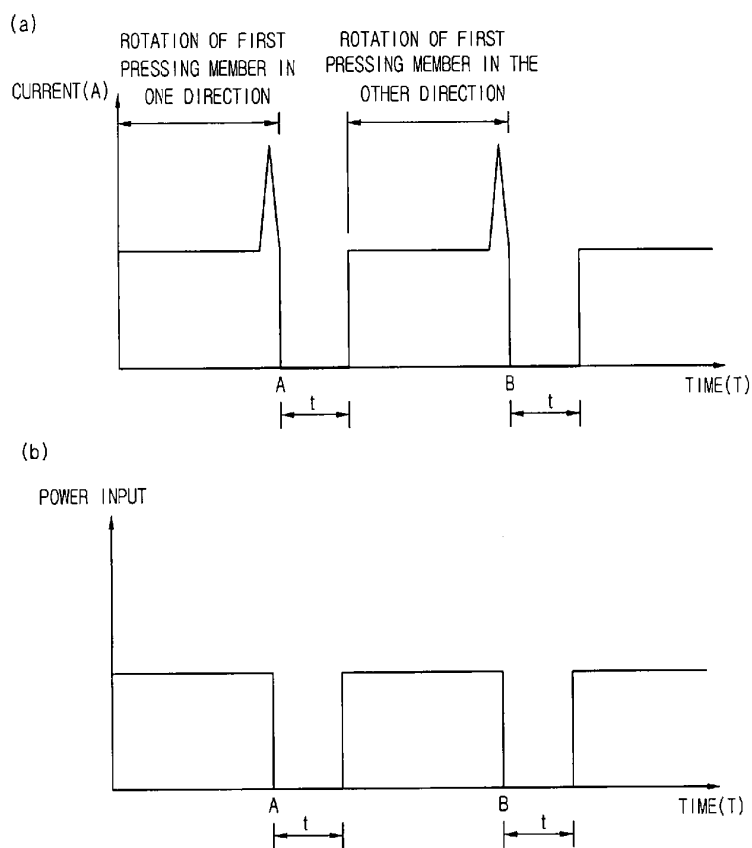 (a)
ROTATION OF FIRST
PRESSING MEMBER IN
ONE DIRECTION
ROTATION OF FIRST
PRESSING MEMBER IN THE
OTHER DIRECTION
CURRENT(A)
A
B
TIME(T)
t
t
(b)
POWER INPUT
A
B
TIME(T)
t
t